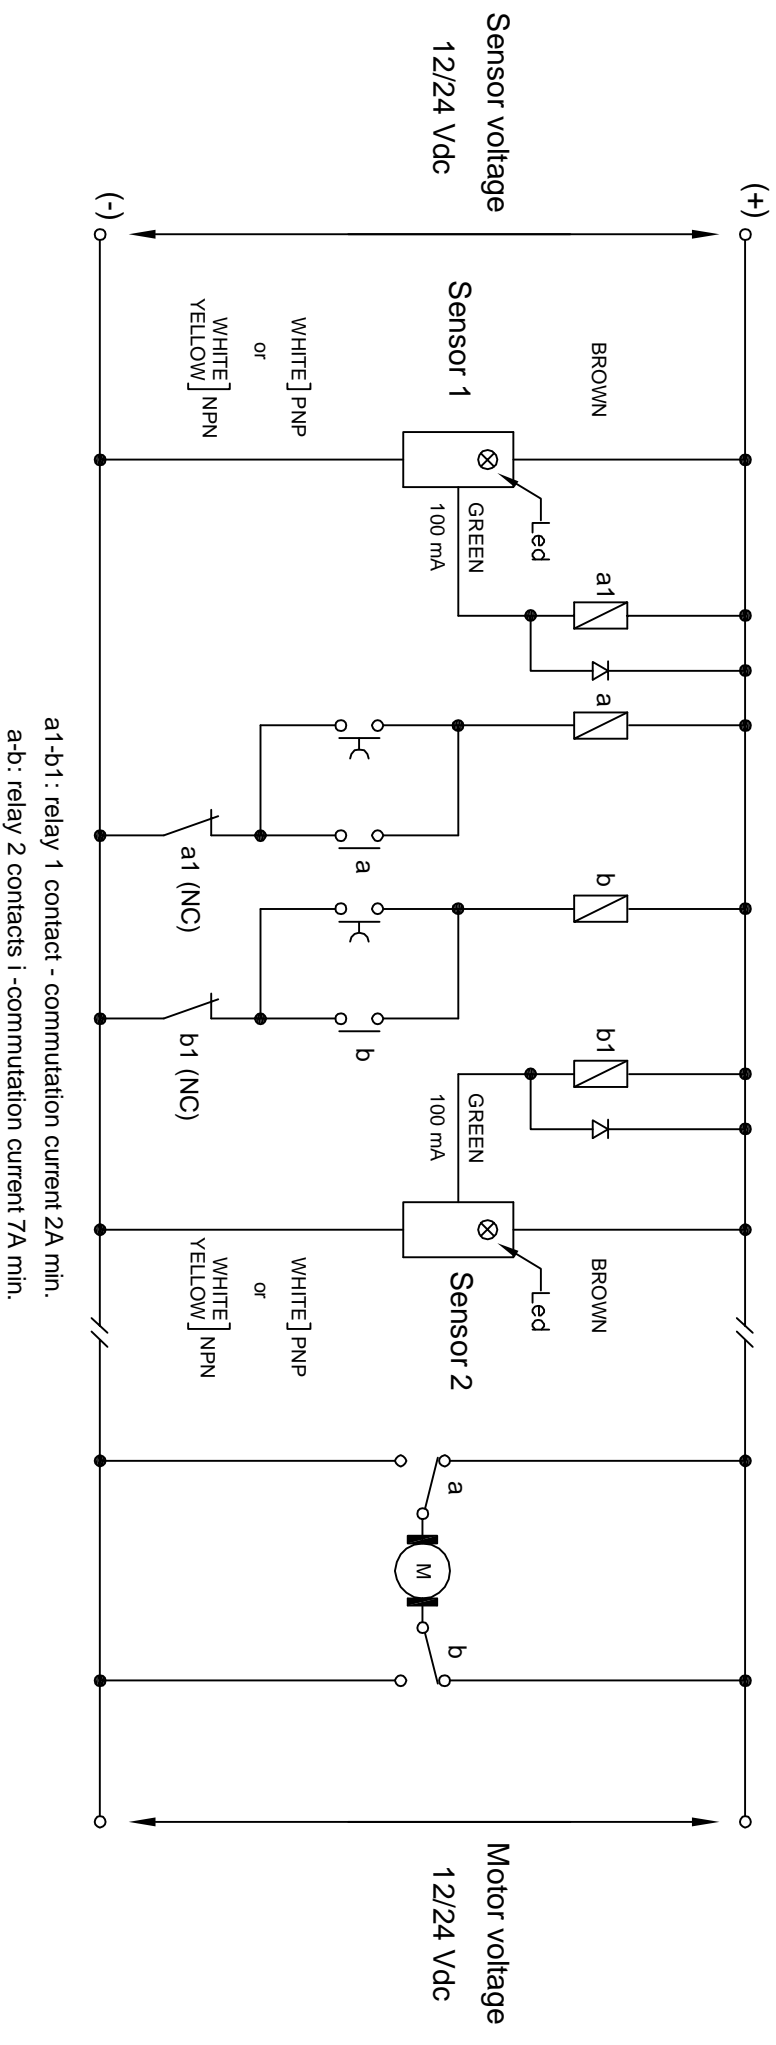 Sensor voltage
12/24 Vdc
(+)
(-)
BROWN
Sensor 1
WHITE] PNP
or
WHITE
YELLOW] NPN
Led
GREEN
100 mA
a1
a
a
a1 (NC)
b
b
b1 (NC)
b1
GREEN
100 mA
Led
BROWN
Sensor 2
WHITE] PNP
or
WHITE
YELLOW] NPN
a
M
b
Motor voltage
12/24 Vdc
a1-b1: relay 1 contact - commutation current 2A min.
a-b: relay 2 contacts i -commutation current 7A min.